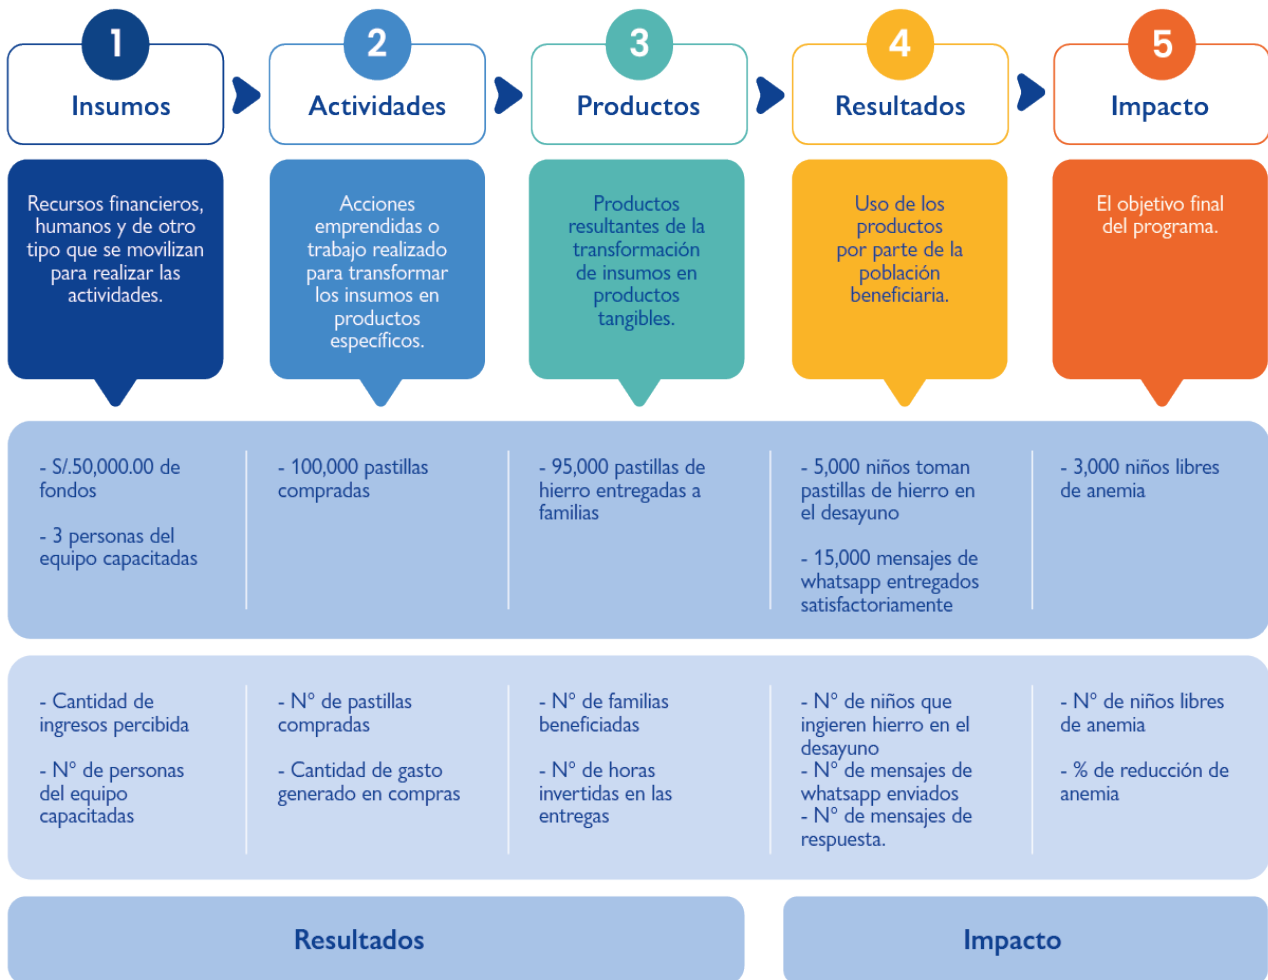 1
Insumos
2
Actividades
3
Productos
4
Resultados
5
Impacto
Recursos financieros,
humanos y de otro
tipo que se movilizan
para realizar las
actividades.
Acciones
emprendidas o
trabajo realizado
para transformar
los insumos en
productos
específicos.
Productos
resultantes de la
transformación
de insumos en
productos
tangibles.
Uso de los
productos
por parte de la
población
beneficiaria.
El objetivo final
del programa.
- S/.50,000.00 de
fondos
- 3 personas del
equipo capacitadas
- 100,000 pastillas
compradas
- 95,000 pastillas de
hierro entregadas a
familias
- 5,000 niños toman
pastillas de hierro en
el desayuno
- 15,000 mensajes de
whatsapp entregados
satisfactoriamente
- 3,000 niños libres
de anemia
- Cantidad de
ingresos percibida
- N° de personas
del equipo
capacitadas
- N° de pastillas
compradas
- Cantidad de gasto
generado en compras
- N° de familias
beneficiadas
- N° de horas
invertidas en las
entregas
- N° de niños que
ingieren hierro en el
desayuno
- N° de mensajes de
whatsapp enviados
- N° de mensajes de
respuesta.
- N° de niños libres
de anemia
- % de reducción de
anemia
Resultados
Impacto